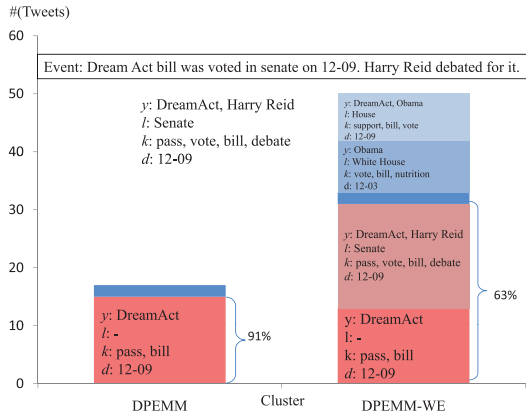 #(Tweets)
60
50
40
30
20
10
0
Event: Dream Act bill was voted in senate on 12-09. Harry Reid debated for it.
y: DreamAct, Harry Reid
l: Senate
k: pass, vote, bill, debate
d: 12-09
y: DreamAct
l: -
k: pass, bill
d: 12-09
91%
y: DreamAct, Obama
l: House
k: support, bill, vote
d: 12-09
y: Obama
l: White House
k: vote, bill, nutrition
d: 12-03
y: DreamAct, Harry Reid
l: Senate
k: pass, vote, bill, debate
d: 12-09
y: DreamAct
l: -
k: pass, bill
d: 12-09
63%
DPEMM
Cluster
DPEMM-WE